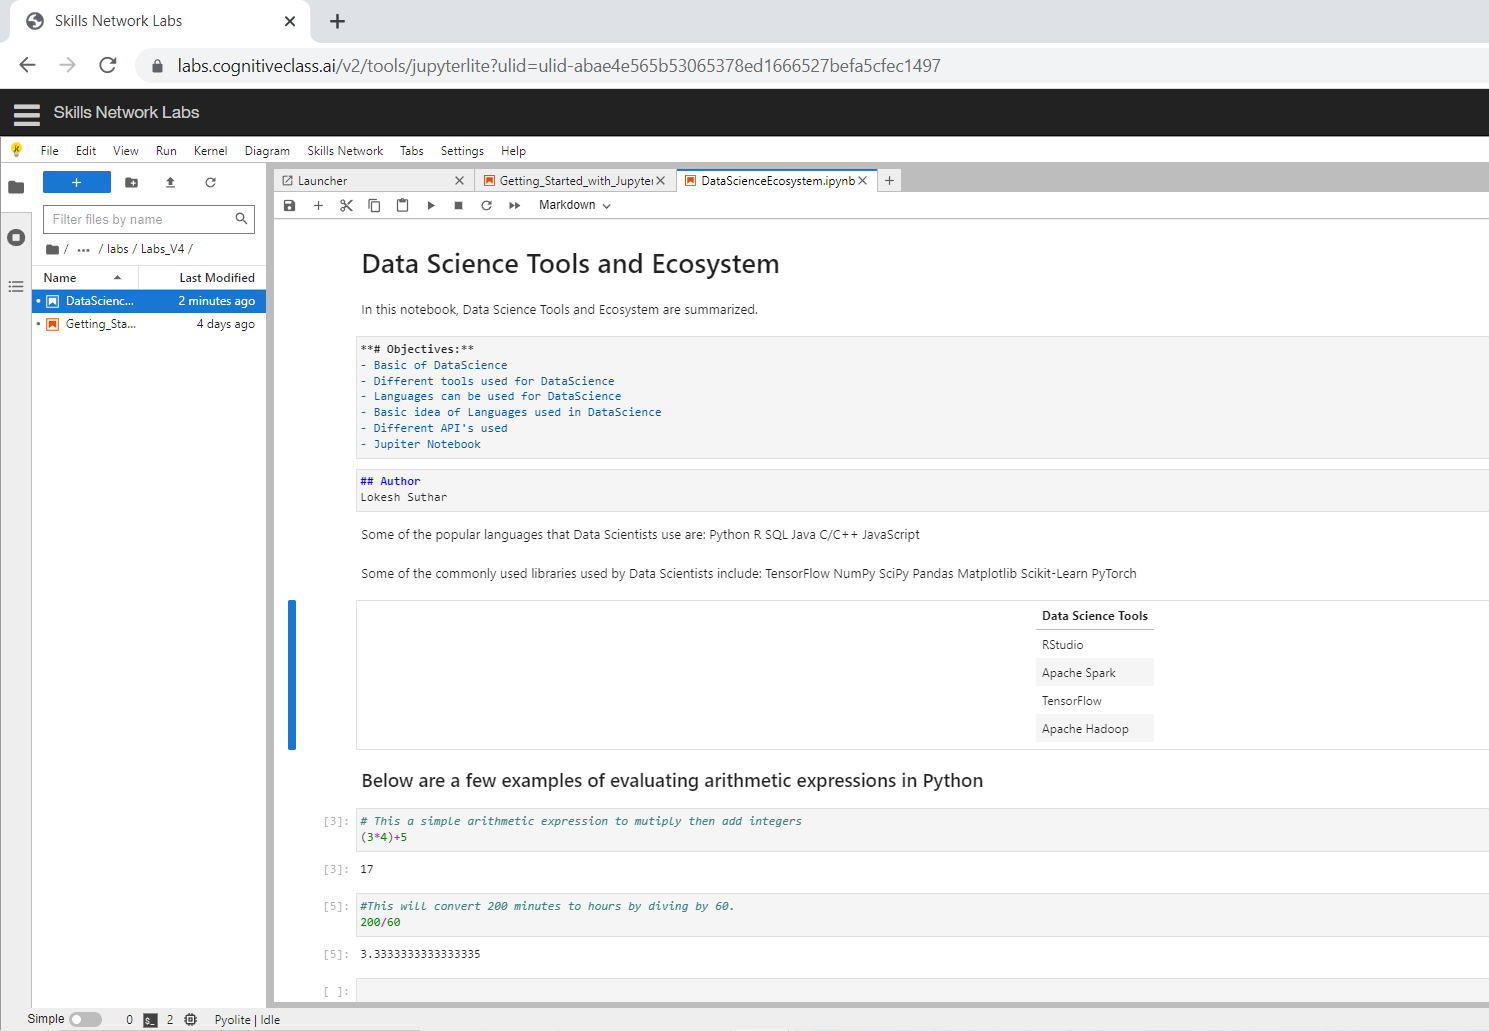 Skills Network Labs
labs.cognitiveclass.ai/v2/tools/jupyterlite?ulid=ulid-abae4e565b53065378ed1666527befa5cfec1497
Skills Network Labs
File Edit View Run Kernel Diagram Skills Network Tabs Settings Help
Launcher
Getting_Started_with_Jupyter
DataScienceEcosystem.ipynb
Markdown
Filter files by name
/ ... / labs / Labs_V4 /
Name Last Modified
DataScienc... 2 minutes ago
Getting_Sta... 4 days ago
Data Science Tools and Ecosystem
In this notebook, Data Science Tools and Ecosystem are summarized.
**# Objectives:**
- Basic of DataScience
- Different tools used for DataScience
- Languages can be used for DataScience
- Basic idea of Languages used in DataScience
- Different API's used
- Jupiter Notebook
## Author
Lokesh Suthar
Some of the popular languages that Data Scientists use are: Python R SQL Java C/C++ JavaScript
Some of the commonly used libraries used by Data Scientists include: TensorFlow NumPy SciPy Pandas Matplotlib Scikit-Learn PyTorch
Data Science Tools
RStudio
Apache Spark
TensorFlow
Apache Hadoop
Below are a few examples of evaluating arithmetic expressions in Python
[3]: # This a simple arithmetic expression to mutiply then add integers
(3*4)+5
[3]: 17
[5]: #This will convert 200 minutes to hours by diving by 60.
200/60
[5]: 3.3333333333333335
[ ]:
Simple 0 $_ 2 Pyolite | Idle